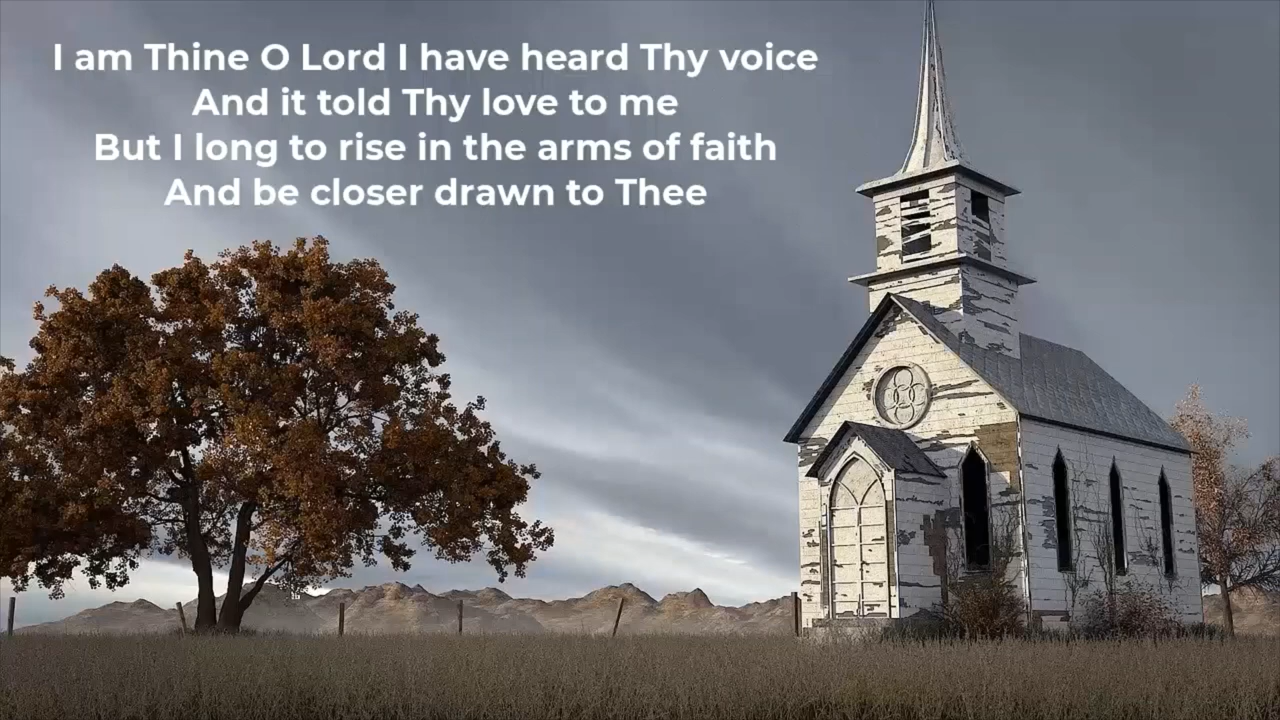 I am Thine O Lord I have heard Thy voice
And it told Thy love to me
But I long to rise in the arms of faith
And be closer drawn to Thee